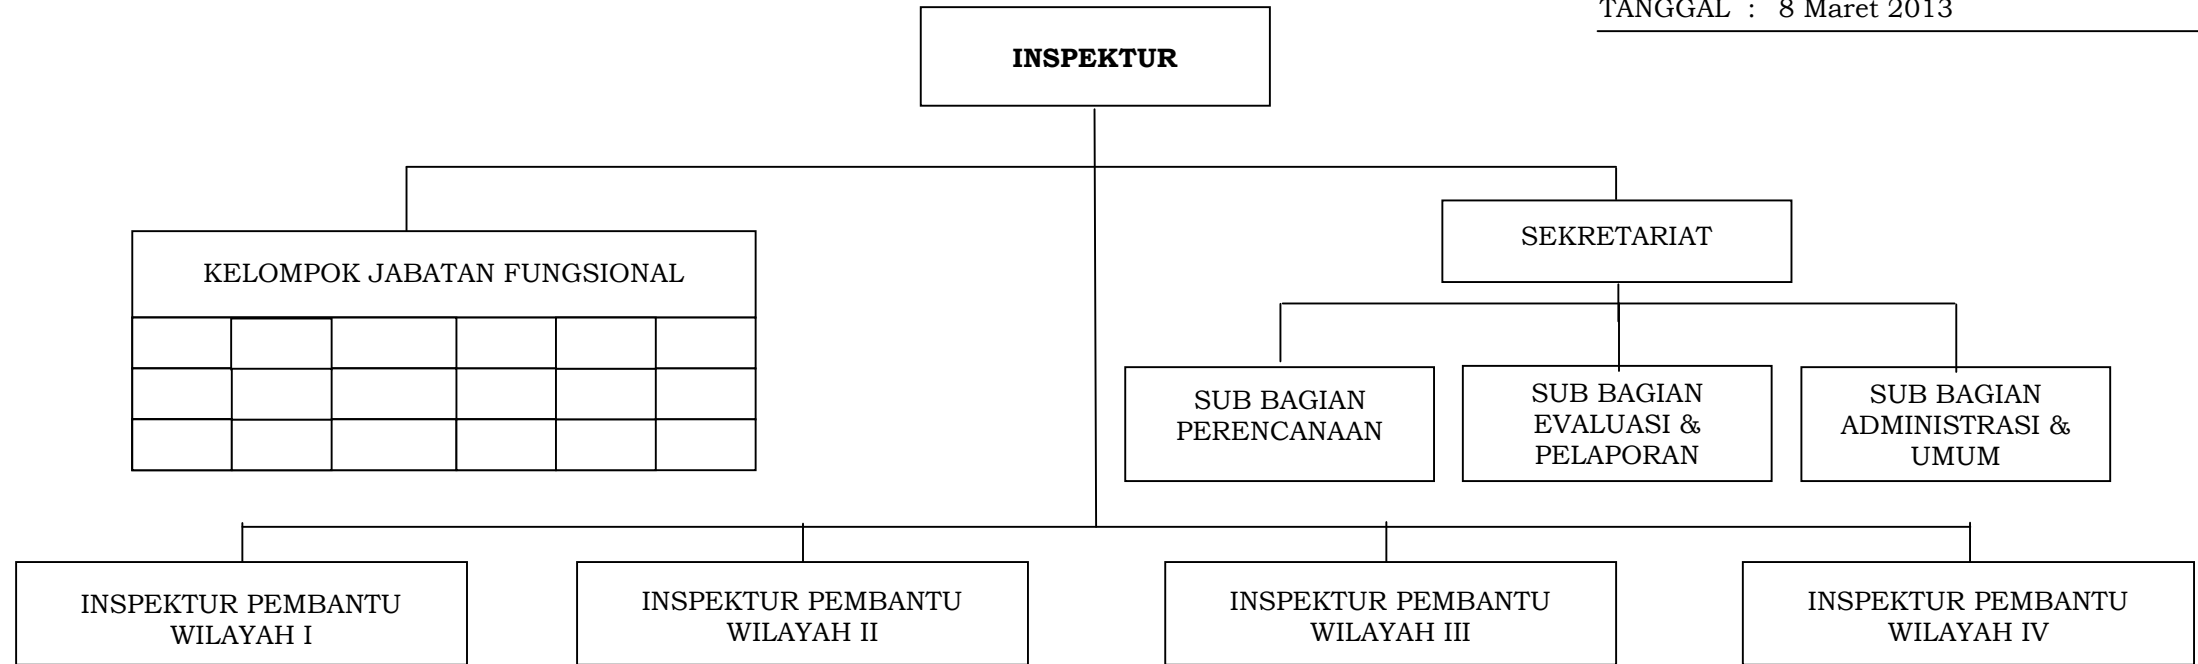 TANGGAL : 8 Maret 2013
INSPEKTUR
SEKRETARIAT
KELOMPOK JABATAN FUNGSIONAL
SUB BAGIAN
PERENCANAAN
SUB BAGIAN
EVALUASI &
PELAPORAN
SUB BAGIAN
ADMINISTRASI &
UMUM
INSPEKTUR PEMBANTU
WILAYAH I
INSPEKTUR PEMBANTU
WILAYAH II
INSPEKTUR PEMBANTU
WILAYAH III
INSPEKTUR PEMBANTU
WILAYAH IV